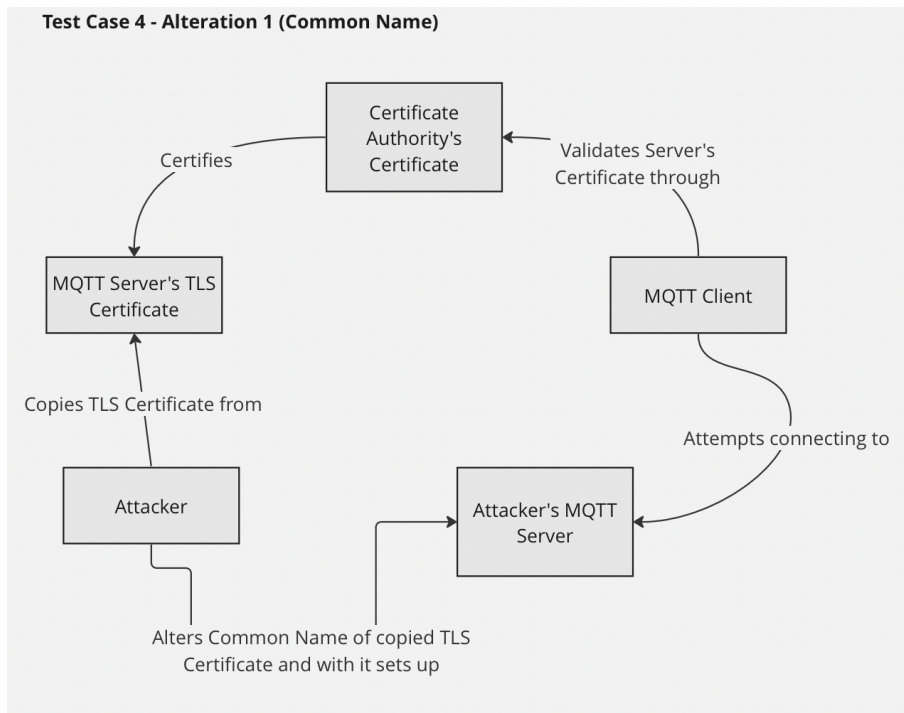 Test Case 4 - Alteration 1 (Common Name)
Certificate
Authority's
Certificate
Certifies
Validates Server's
Certificate through
MQTT Server's TLS
Certificate
MQTT Client
Copies TLS Certificate from
Attempts connecting to
Attacker
Attacker's MQTT
Server
Alters Common Name of copied TLS
Certificate and with it sets up